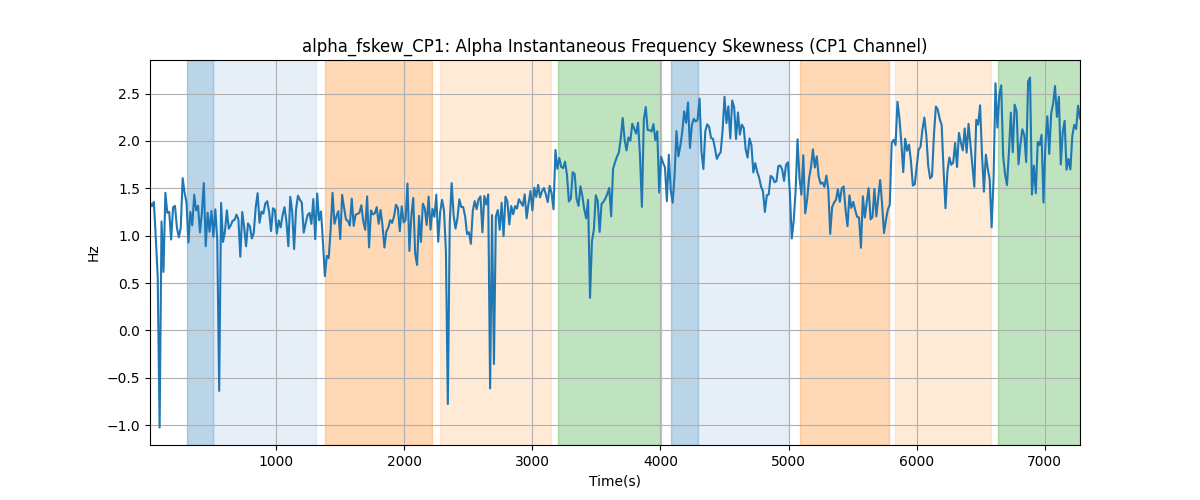 alpha_fskew_CP1: Alpha Instantaneous Frequency Skewness (CP1 Channel)
Hz
2.5
2.0
1.5
1.0
0.5
0.0
−0.5
−1.0
1000 2000 3000 4000 5000 6000 7000
Time(s)